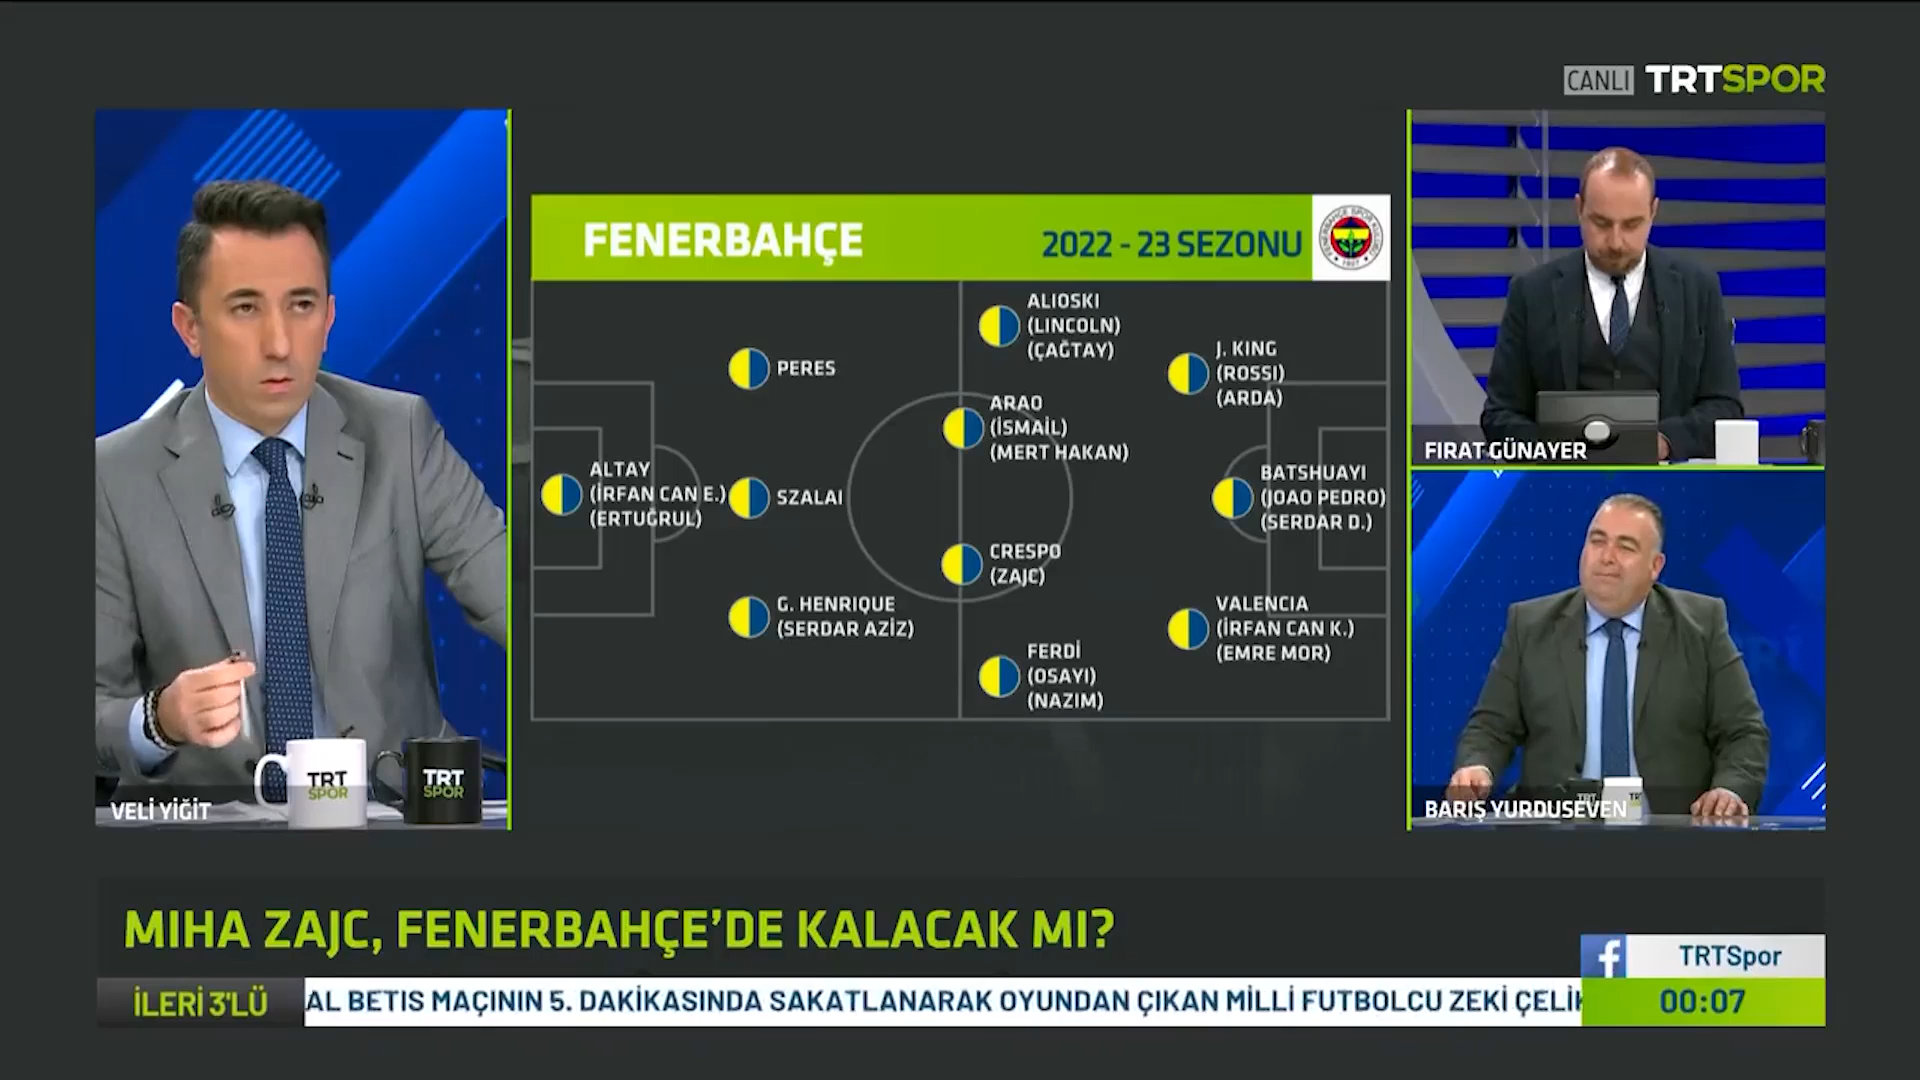 CANLI TRTSPOR
FENERBAHÇE
2022 - 23 SEZONU
ALIOSKI
(LINCOLN)
(ÇAĞTAY)
J. KING
(ROSSI)
(ARDA)
PERES
ARAO
(İSMAİL)
(MERT HAKAN)
ALTAY
(İRFAN CAN E.)
(ERTUĞRUL)
SZALAI
BATSHUAYI
(JOAO PEDRO)
(SERDAR D.)
CRESPO
(ZAJC)
G. HENRIQUE
(SERDAR AZİZ)
VALENCIA
(İRFAN CAN K.)
(EMRE MOR)
FERDİ
(OSAYI)
(NAZIM)
FIRAT GÜNAYER
TRT
SPOR
TRT
SPOR
VELİ YİĞİT
BARIŞ YURDUSEVEN
MIHA ZAJC, FENERBAHÇE’DE KALACAK MI?
TRTSpor
İLERİ 3'LÜ
AL BETIS MAÇININ 5. DAKİKASINDA SAKATLANARAK OYUNDAN ÇIKAN MİLLİ FUTBOLCU ZEKİ ÇELİK
00:07